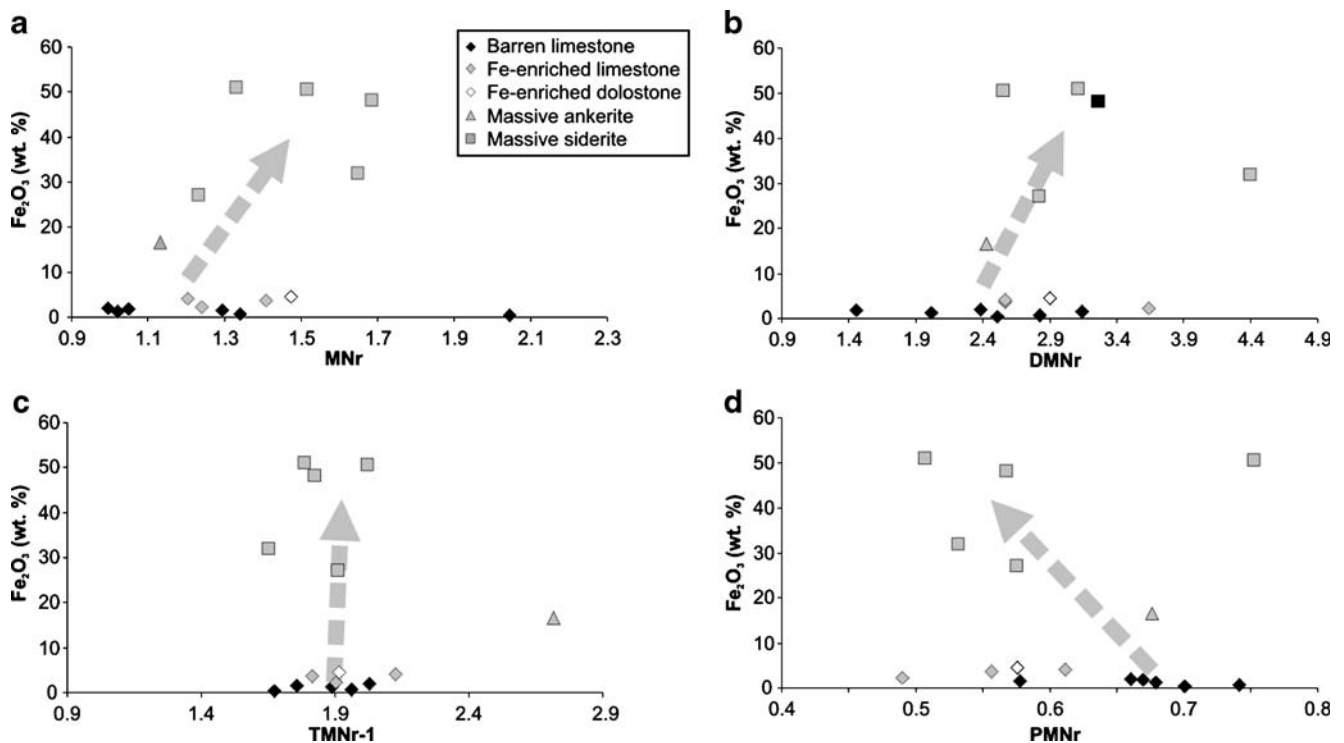 a
Fe₂O₃ (wt. %)
60
50
40
30
20
10
0
0.9 1.1 1.3 1.5 1.7 1.9 2.1 2.3
MNr
Barren limestone
Fe-enriched limestone
Fe-enriched dolostone
Massive ankerite
Massive siderite
b
Fe₂O₃ (wt. %)
60
50
40
30
20
10
0
0.9 1.4 1.9 2.4 2.9 3.4 3.9 4.4 4.9
DMNr
c
Fe₂O₃ (wt. %)
60
50
40
30
20
10
0
0.9 1.4 1.9 2.4 2.9
TMNr-1
d
Fe₂O₃ (wt. %)
60
50
40
30
20
10
0
0.4 0.5 0.6 0.7 0.8
PMNr